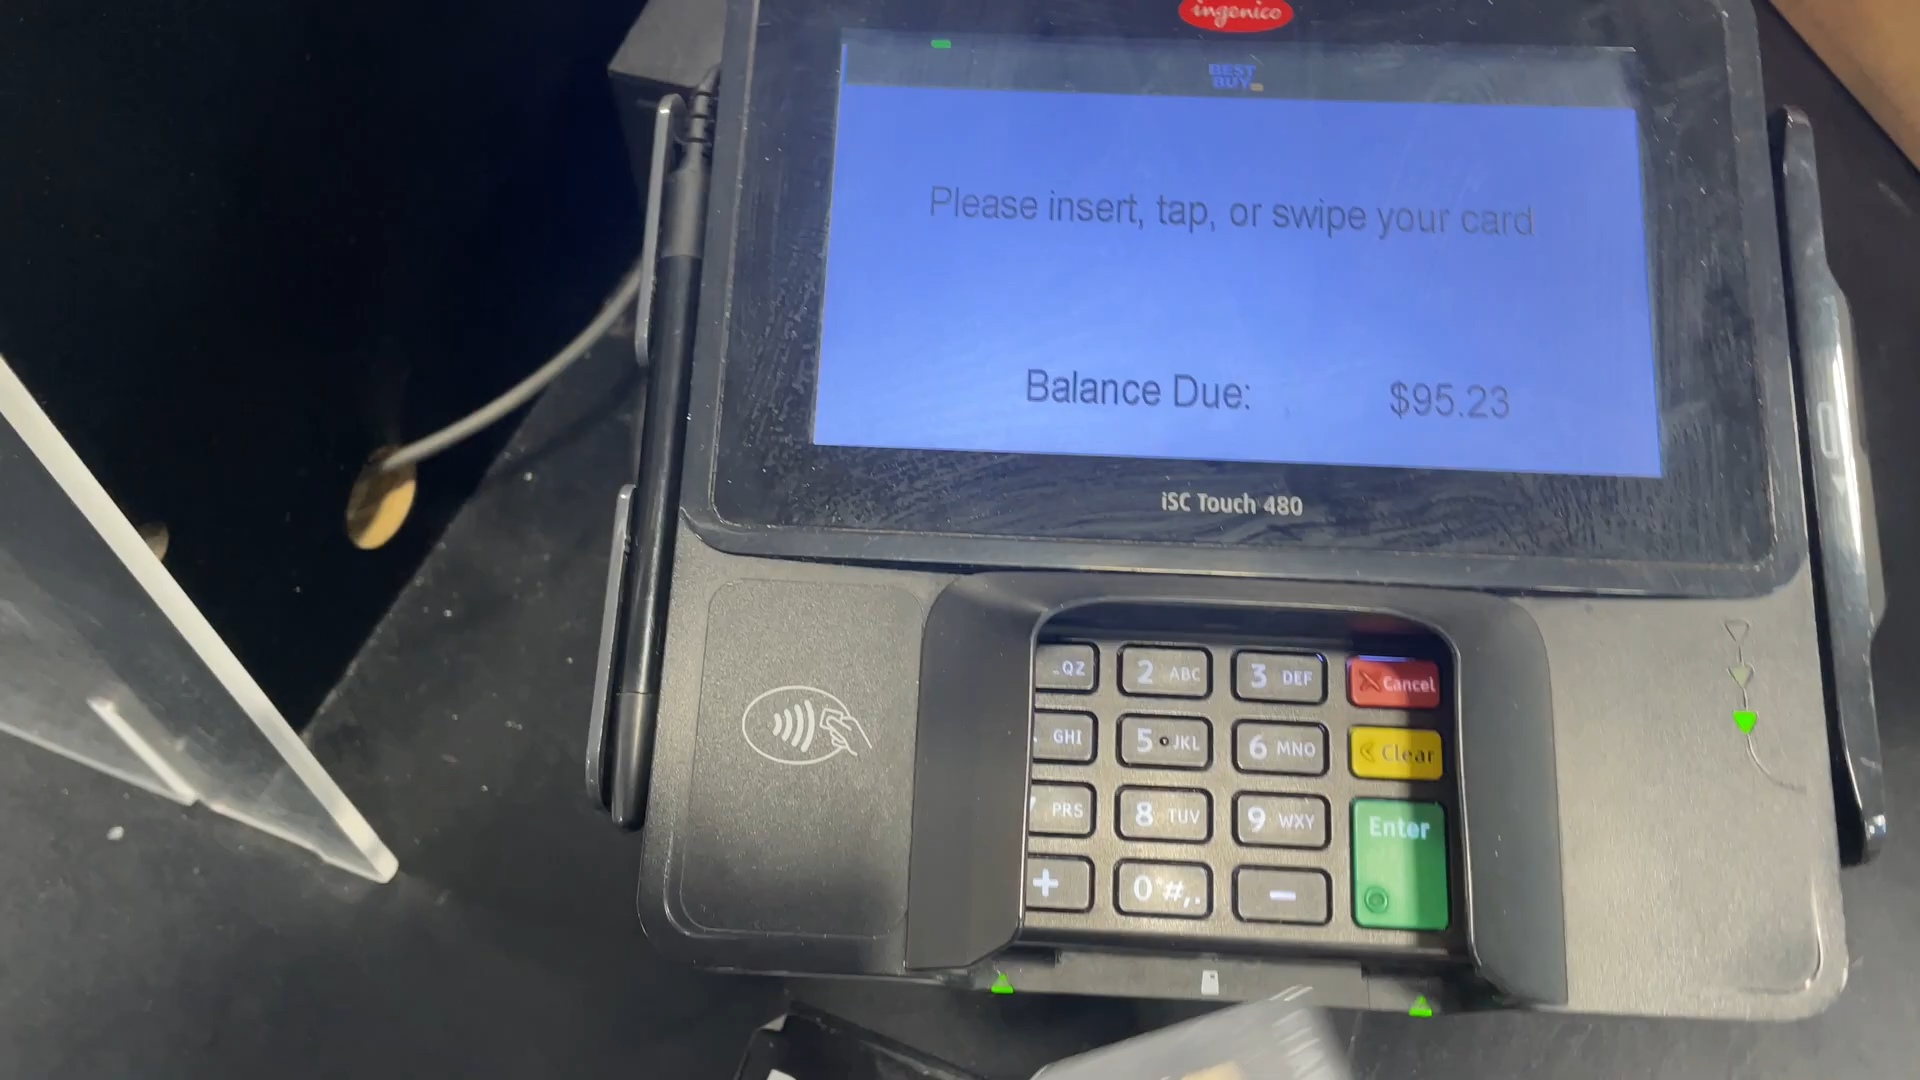 ingenico
BEST
BUY
Please insert, tap, or swipe your card
Balance Due: $95.23
iSC Touch 480
QZ 2 ABC 3 DEF Cancel
GHI 5 JKL 6 MNO < Clear
PRS 8 TUV 9 WXY Enter
+ 0 #,. -